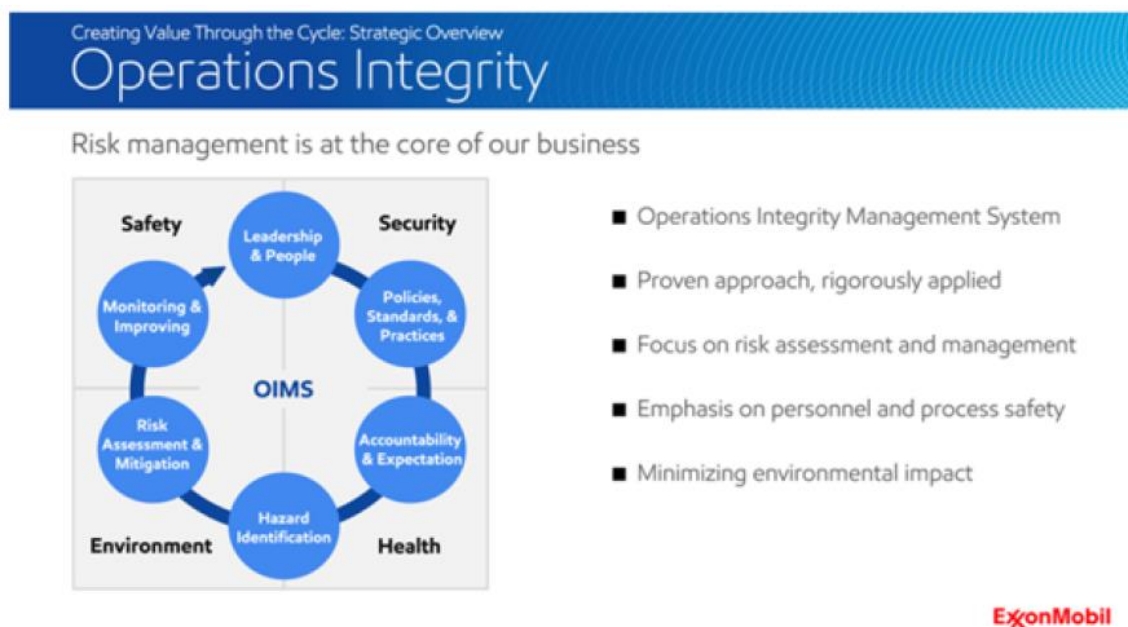 Creating Value Through the Cycle: Strategic Overview
Operations Integrity
Risk management is at the core of our business
Safety
Security
Leadership
& People
Policies,
Standards, &
Practices
Accountability
& Expectation
Hazard
Identification
Risk
Assessment &
Mitigation
Monitoring &
Improving
OIMS
Environment
Health
■ Operations Integrity Management System
■ Proven approach, rigorously applied
■ Focus on risk assessment and management
■ Emphasis on personnel and process safety
■ Minimizing environmental impact
ExxonMobil